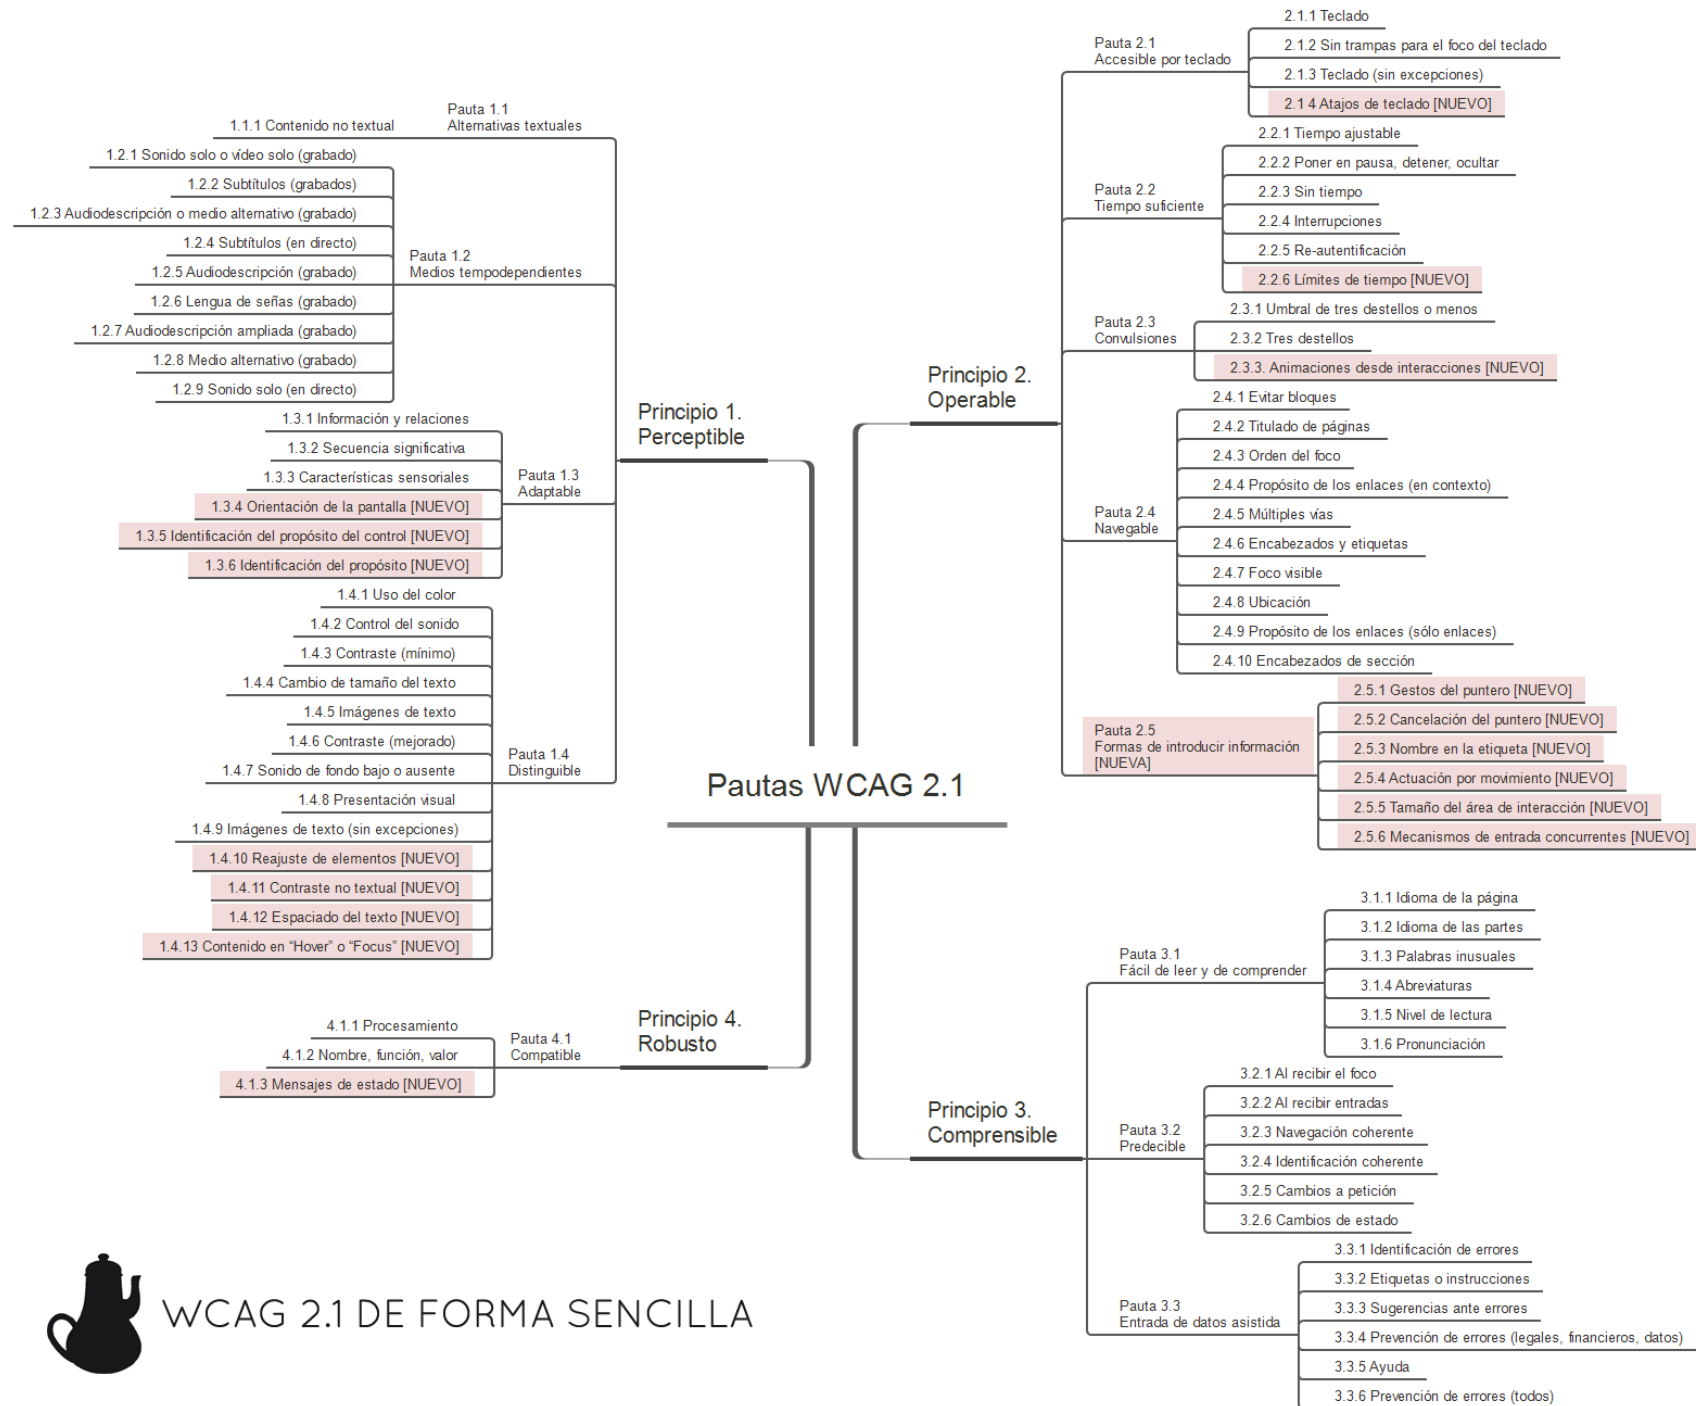 Pautas WCAG 2.1
Principio 1.
Perceptible
Pauta 1.1
Alternativas textuales
1.1.1 Contenido no textual
Pauta 1.2
Medios tempodependientes
1.2.1 Sonido solo o vídeo solo (grabado)
1.2.2 Subtítulos (grabados)
1.2.3 Audiodescripción o medio alternativo (grabado)
1.2.4 Subtítulos (en directo)
1.2.5 Audiodescripción (grabado)
1.2.6 Lengua de señas (grabado)
1.2.7 Audiodescripción ampliada (grabado)
1.2.8 Medio alternativo (grabado)
1.2.9 Sonido solo (en directo)
Pauta 1.3
Adaptable
1.3.1 Información y relaciones
1.3.2 Secuencia significativa
1.3.3 Características sensoriales
1.3.4 Orientación de la pantalla [NUEVO]
1.3.5 Identificación del propósito del control [NUEVO]
1.3.6 Identificación del propósito [NUEVO]
Pauta 1.4
Distinguible
1.4.1 Uso del color
1.4.2 Control del sonido
1.4.3 Contraste (mínimo)
1.4.4 Cambio de tamaño del texto
1.4.5 Imágenes de texto
1.4.6 Contraste (mejorado)
1.4.7 Sonido de fondo bajo o ausente
1.4.8 Presentación visual
1.4.9 Imágenes de texto (sin excepciones)
1.4.10 Reajuste de elementos [NUEVO]
1.4.11 Contraste no textual [NUEVO]
1.4.12 Espaciado del texto [NUEVO]
1.4.13 Contenido en “Hover” o “Focus” [NUEVO]
Principio 2.
Operable
Pauta 2.1
Accesible por teclado
2.1.1 Teclado
2.1.2 Sin trampas para el foco del teclado
2.1.3 Teclado (sin excepciones)
2.1 4 Atajos de teclado [NUEVO]
Pauta 2.2
Tiempo suficiente
2.2.1 Tiempo ajustable
2.2.2 Poner en pausa, detener, ocultar
2.2.3 Sin tiempo
2.2.4 Interrupciones
2.2.5 Re-autentificación
2.2.6 Límites de tiempo [NUEVO]
Pauta 2.3
Convulsiones
2.3.1 Umbral de tres destellos o menos
2.3.2 Tres destellos
2.3.3. Animaciones desde interacciones [NUEVO]
Pauta 2.4
Navegable
2.4.1 Evitar bloques
2.4.2 Titulado de páginas
2.4.3 Orden del foco
2.4.4 Propósito de los enlaces (en contexto)
2.4.5 Múltiples vías
2.4.6 Encabezados y etiquetas
2.4.7 Foco visible
2.4.8 Ubicación
2.4.9 Propósito de los enlaces (sólo enlaces)
2.4.10 Encabezados de sección
Pauta 2.5
Formas de introducir información
[NUEVA]
2.5.1 Gestos del puntero [NUEVO]
2.5.2 Cancelación del puntero [NUEVO]
2.5.3 Nombre en la etiqueta [NUEVO]
2.5.4 Actuación por movimiento [NUEVO]
2.5.5 Tamaño del área de interacción [NUEVO]
2.5.6 Mecanismos de entrada concurrentes [NUEVO]
Principio 3.
Comprensible
Pauta 3.1
Fácil de leer y de comprender
3.1.1 Idioma de la página
3.1.2 Idioma de las partes
3.1.3 Palabras inusuales
3.1.4 Abreviaturas
3.1.5 Nivel de lectura
3.1.6 Pronunciación
Pauta 3.2
Predecible
3.2.1 Al recibir el foco
3.2.2 Al recibir entradas
3.2.3 Navegación coherente
3.2.4 Identificación coherente
3.2.5 Cambios a petición
3.2.6 Cambios de estado
Pauta 3.3
Entrada de datos asistida
3.3.1 Identificación de errores
3.3.2 Etiquetas o instrucciones
3.3.3 Sugerencias ante errores
3.3.4 Prevención de errores (legales, financieros, datos)
3.3.5 Ayuda
3.3.6 Prevención de errores (todos)
Principio 4.
Robusto
Pauta 4.1
Compatible
4.1.1 Procesamiento
4.1.2 Nombre, función, valor
4.1.3 Mensajes de estado [NUEVO]
WCAG 2.1 DE FORMA SENCILLA